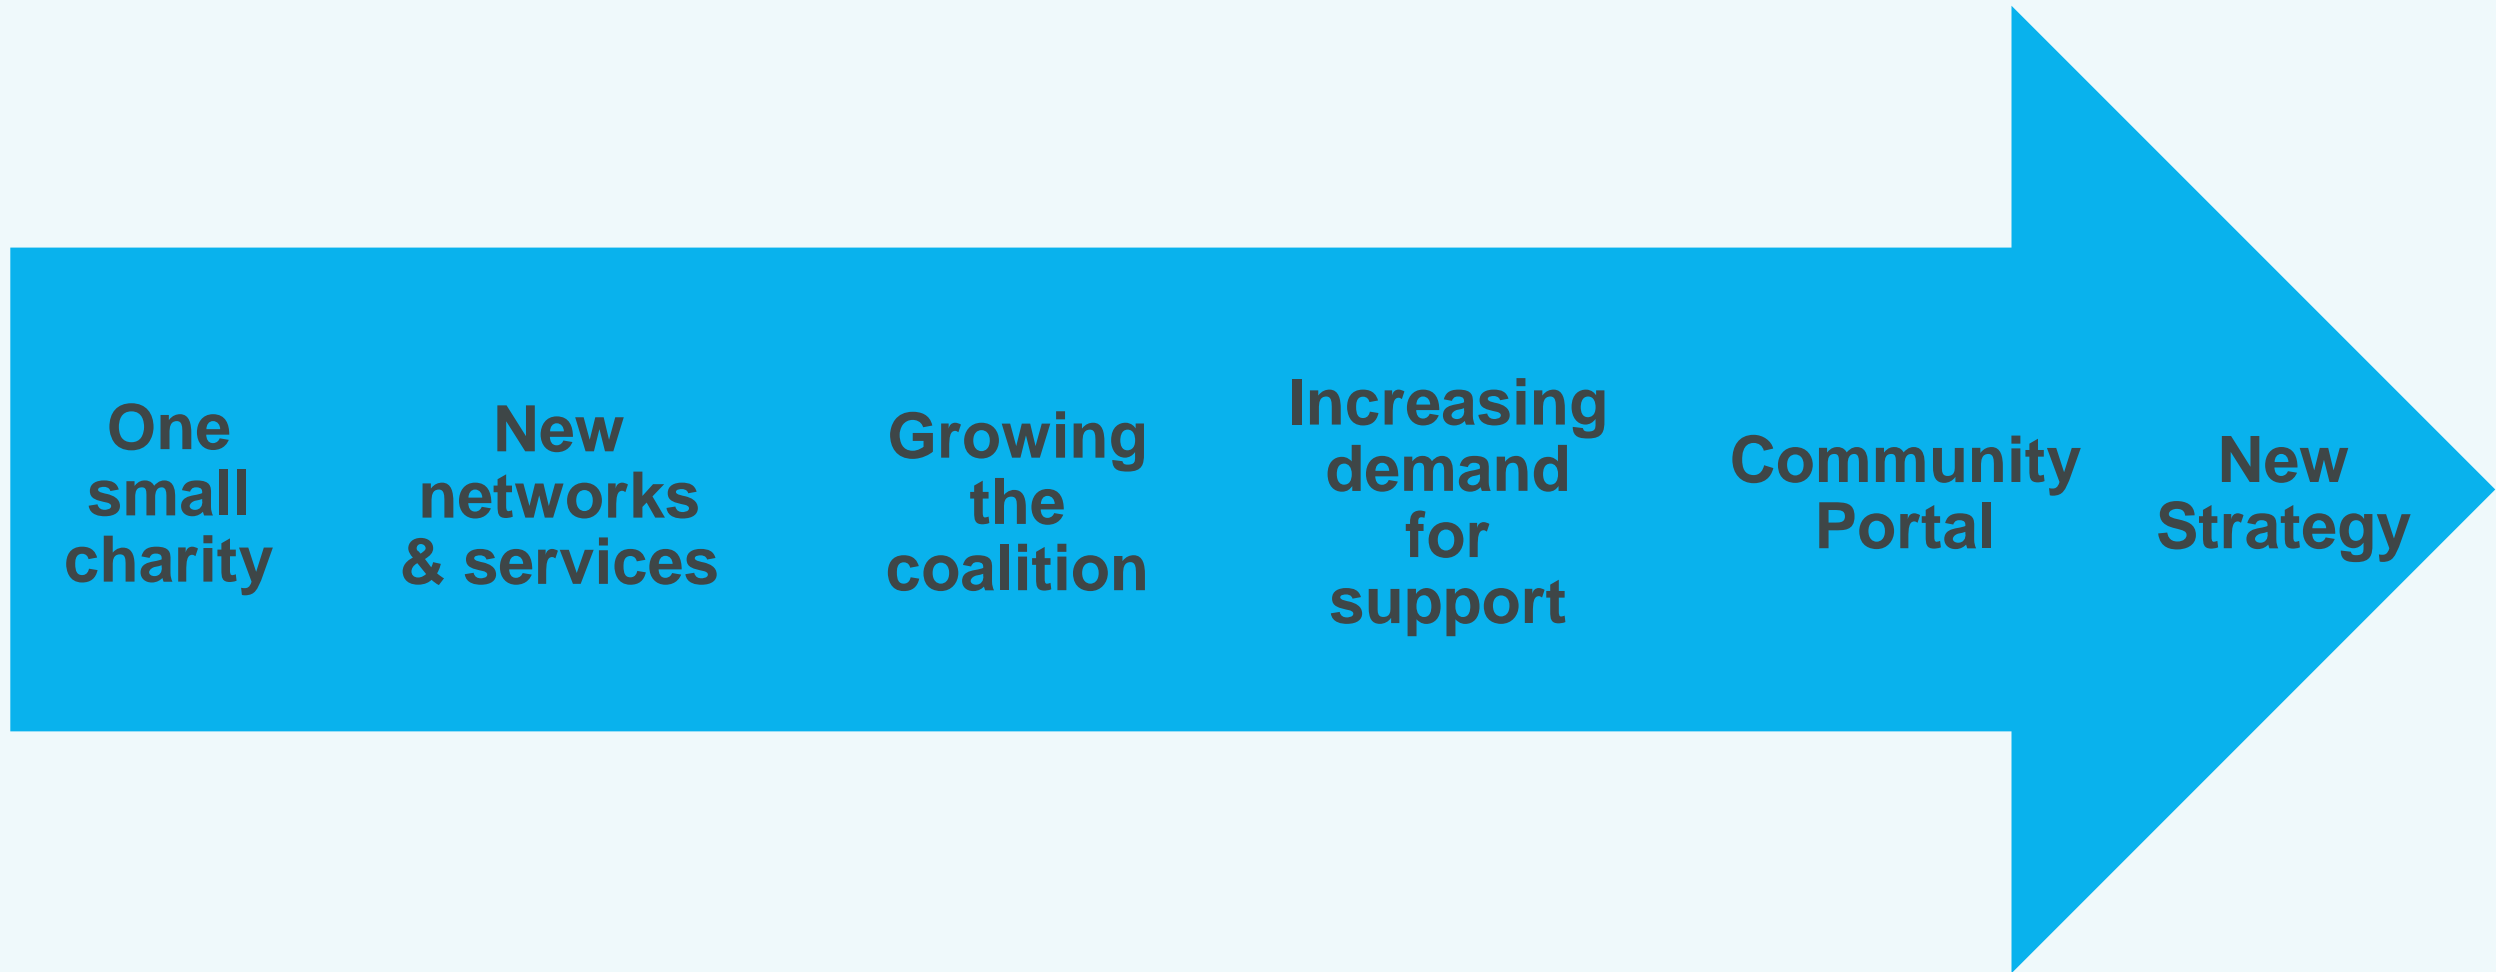 One
small
charity
New
networks
& services
Growing
the
coalition
Increasing
demand
for
support
Community
Portal
New
Strategy